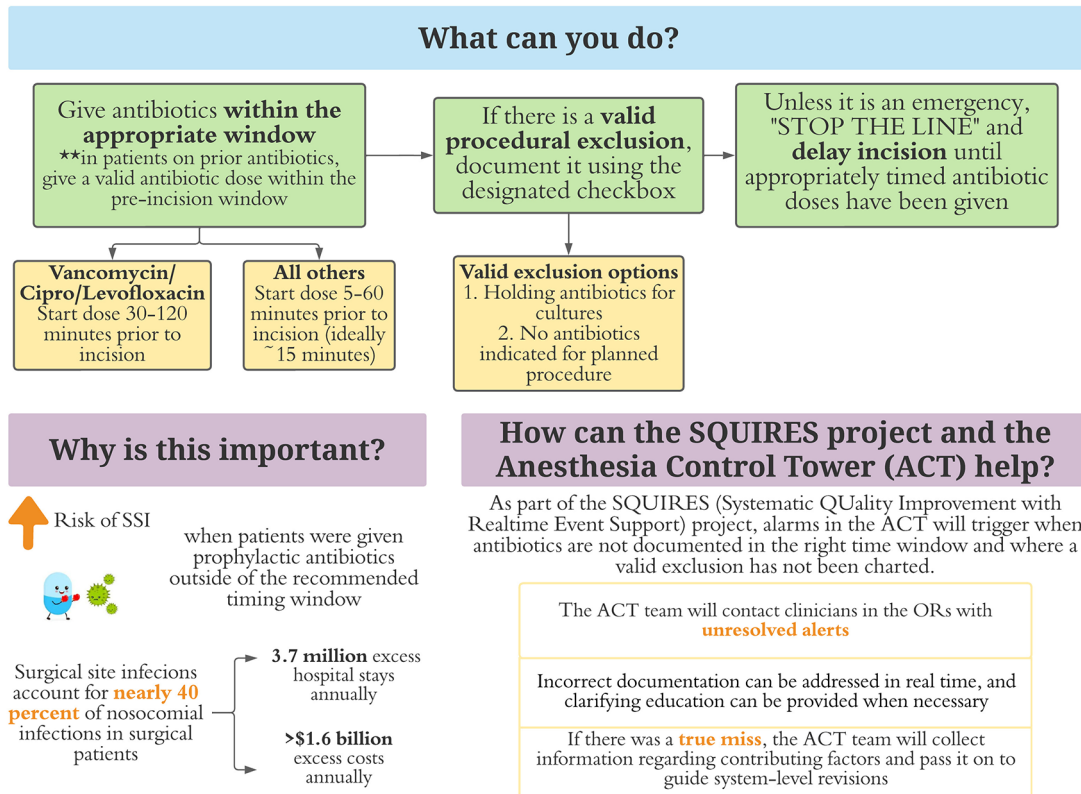 What can you do?
Give antibiotics within the
appropriate window
**in patients on prior antibiotics,
give a valid antibiotic dose within the
pre-incision window
If there is a valid
procedural exclusion,
document it using the
designated checkbox
Unless it is an emergency,
"STOP THE LINE" and
delay incision until
appropriately timed antibiotic
doses have been given
Vancomycin/
Cipro/Levofloxacin
Start dose 30-120
minutes prior to
incision
All others
Start dose 5-60
minutes prior to
incision (ideally
~15 minutes)
Valid exclusion options
1. Holding antibiotics for
cultures
2. No antibiotics
indicated for planned
procedure
Why is this important?
Risk of SSI
when patients were given
prophylactic antibiotics
outside of the recommended
timing window
Surgical site infecions
account for nearly 40
percent of nosocomial
infections in surgical
patients
3.7 million excess
hospital stays
annually
>$1.6 billion
excess costs
annually
How can the SQUIRES project and the
Anesthesia Control Tower (ACT) help?
As part of the SQUIRES (Systematic QUality Improvement with
Realtime Event Support) project, alarms in the ACT will trigger when
antibiotics are not documented in the right time window and where a
valid exclusion has not been charted.
The ACT team will contact clinicians in the ORs with
unresolved alerts
Incorrect documentation can be addressed in real time, and
clarifying education can be provided when necessary
If there was a true miss, the ACT team will collect
information regarding contributing factors and pass it on to
guide system-level revisions